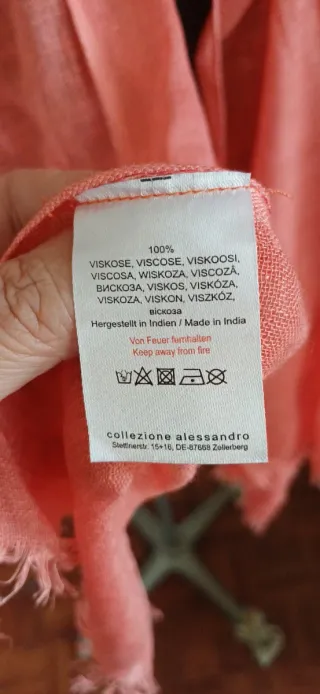 100%
VISKOSE, VISCOSE, VISKOOSI,
VISCOSA, WISKOZA, VISCOZĂ,
ВИСКОЗА, VISKOS, VISKÓZA,
VISKOZA, VISKON, VISZKÓZ,
віскоза
Hergestellt in Indien / Made in India
Von Feuer fernhalten
Keep away from fire
collezione alessandro
Stettinerstr. 15+16, DE-87668 Zellerberg